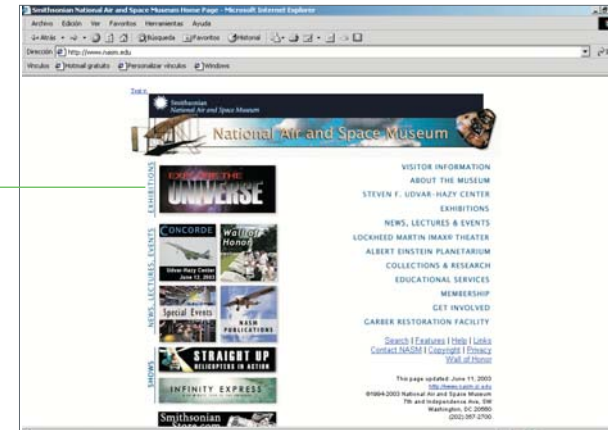 Smithsonian National Air and Space Museum Home Page - Microsoft Internet Explorer
Archivo Edición Ver Favoritos Herramientas Ayuda
Atrás Búsqueda Favoritos Historial
Dirección http://www.nasm.edu
Vínculos Hotmail gratuito Personalizar vínculos Windows
Smithsonian
National Air and Space Museum
National Air and Space Museum
EXHIBITIONS
EXPLORE THE
UNIVERSE
NEWS, LECTURES, EVENTS
CONCORDE
Udvar-Hazy Center
June 12, 2003
Wall of
Honor
Special Events
NASM
PUBLICATIONS
SHOWS
STRAIGHT UP
HELICOPTERS IN ACTION
INFINITY EXPRESS
Smithsonian
Store.com
VISITOR INFORMATION
ABOUT THE MUSEUM
STEVEN F. UDVAR-HAZY CENTER
EXHIBITIONS
NEWS, LECTURES & EVENTS
LOCKHEED MARTIN IMAX® THEATER
ALBERT EINSTEIN PLANETARIUM
COLLECTIONS & RESEARCH
EDUCATIONAL SERVICES
MEMBERSHIP
GET INVOLVED
GARBER RESTORATION FACILITY
Search | Features | Help | Links
Contact NASM | Copyright | Privacy
Wall of Honor
This page updated June 11, 2003
http://www.nasm.si.edu
©1994-2003 National Air and Space Museum
7th and Independence Ave, SW
Washington, DC 20560
(202) 357-2700